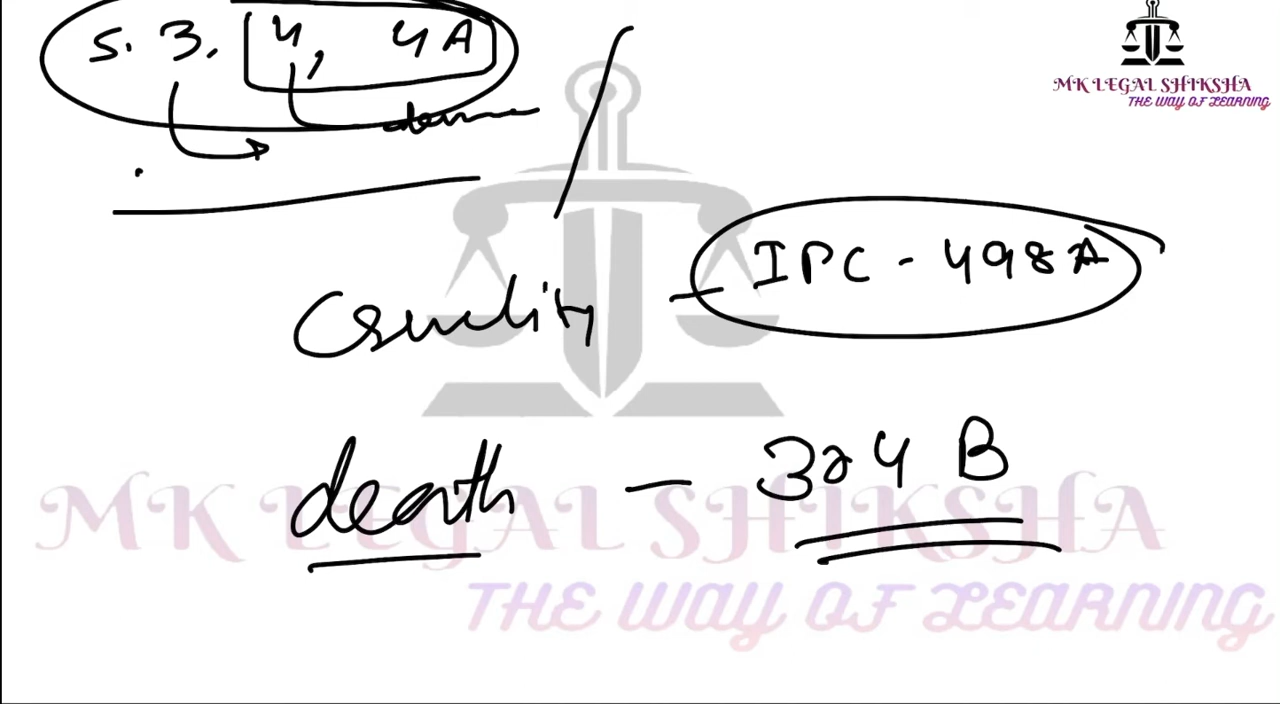 S. 3, 4, 4A
MK LEGAL SHIKSHA
THE WAY OF LEARNING
Cruelity - IPC - 498A
death - 304 B
MK LEGAL SHIKSHA
THE WAY OF LEARNING